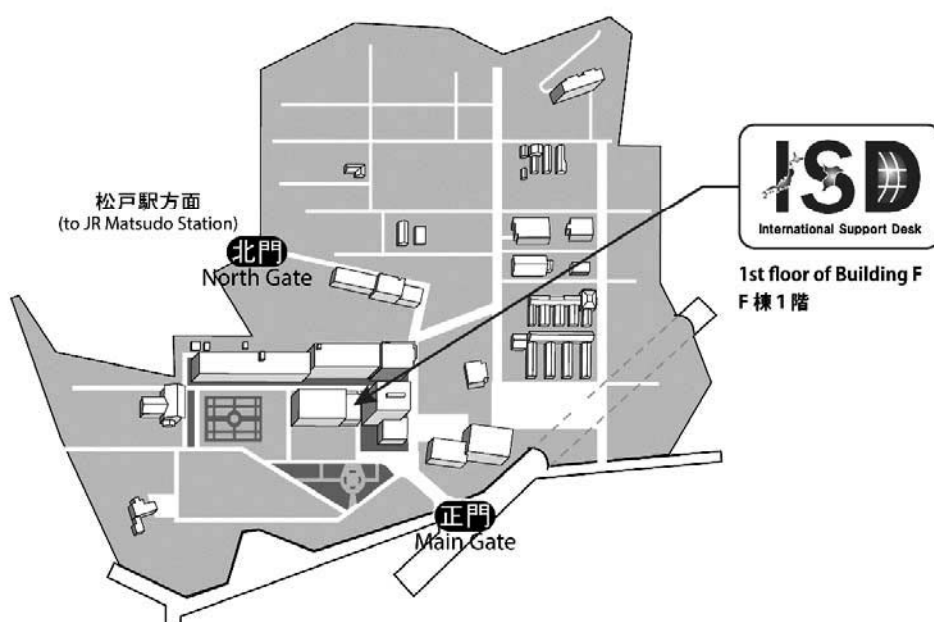 松戸駅方面
(to JR Matsudo Station)
北門
North Gate
ISD
International Support Desk
1st floor of Building F
F 棟 1 階
正門
Main Gate